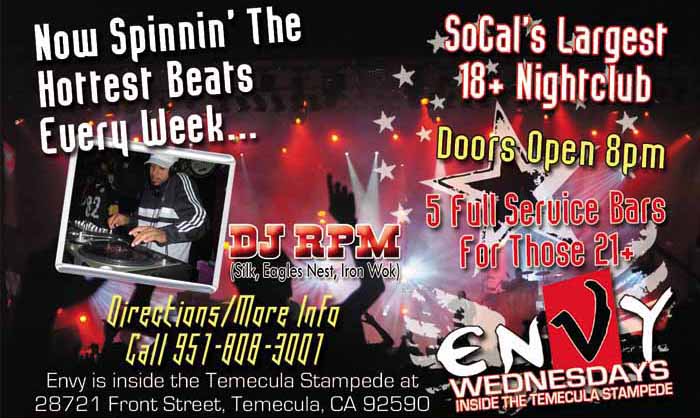 Now Spinnin' The
Hottest Beats
Every Week...
DJ RPM
(Silk, Eagles Nest, Iron Wok)
Directions/More Info
Call 951-808-3001
Envy is inside the Temecula Stampede at
28721 Front Street, Temecula, CA 92590
SoCal's Largest
18+ Nightclub
Doors Open 8pm
5 Full Service Bars
For Those 21+
ENVY
WEDNESDAYS
INSIDE THE TEMECULA STAMPEDE